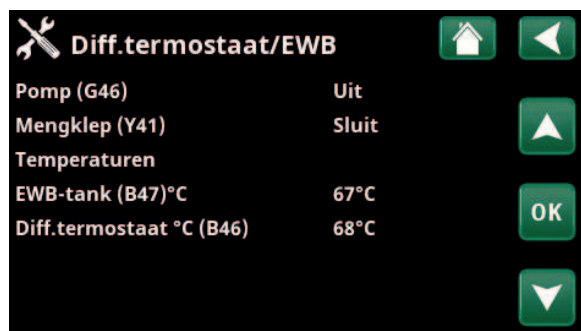 Diff.termostaat/EWB
Pomp (G46) Uit
Mengklep (Y41) Sluit
Temperaturen
EWB-tank (B47)°C 67°C
Diff.termostaat °C (B46) 68°C
OK